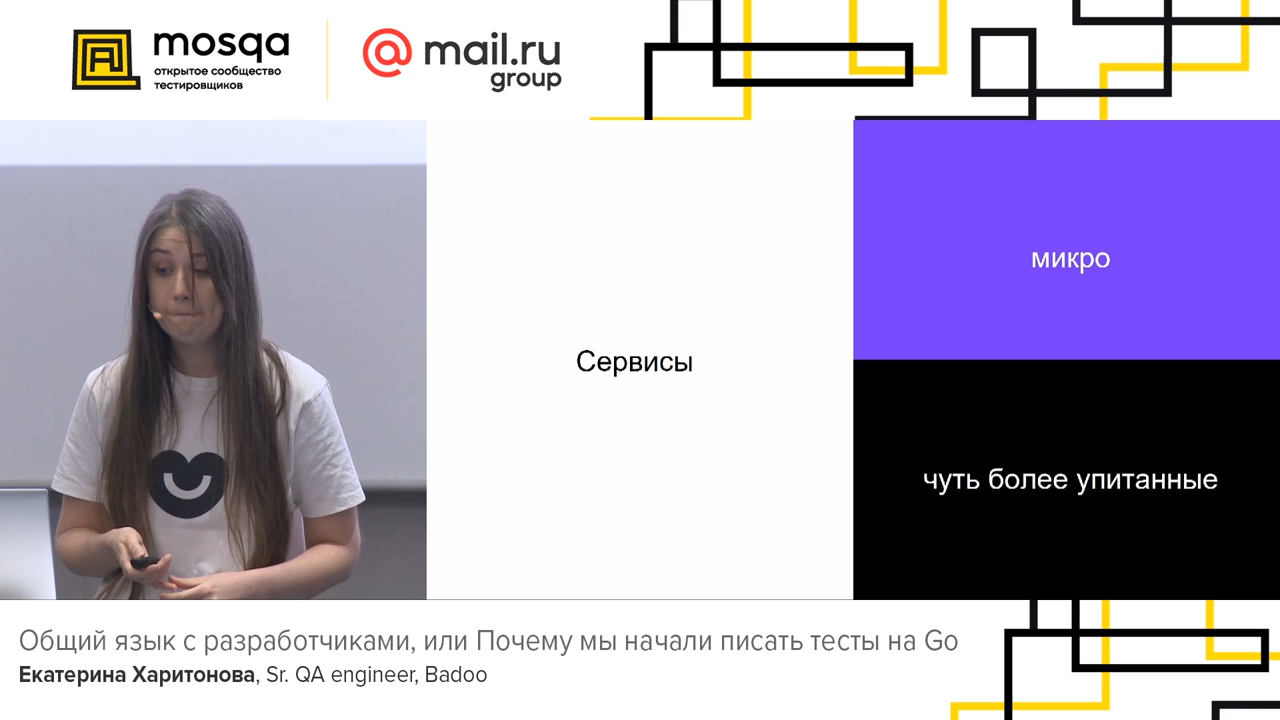 mosqa
открытое сообщество
тестировщиков
@mail.ru
group
Сервисы
микро
чуть более упитанные
Общий язык с разработчиками, или Почему мы начали писать тесты на Go
Екатерина Харитонова, Sr. QA engineer, Badoo